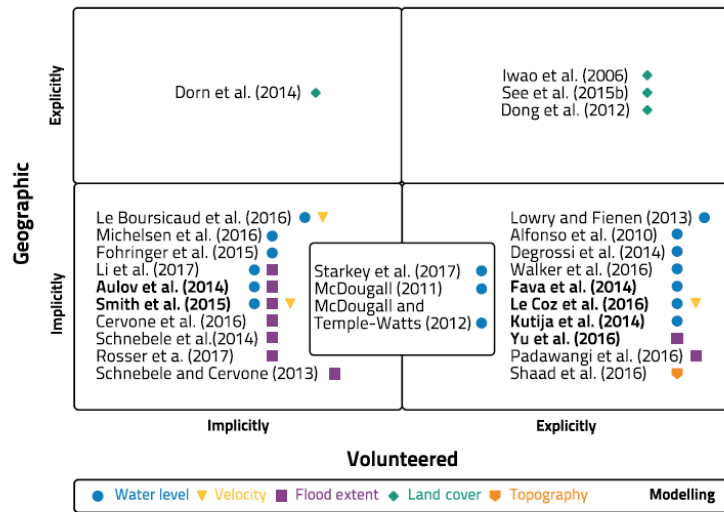 Geographic
Explicitly
Implicitly
Dorn et al. (2014)
Iwao et al. (2006)
See et al. (2015b)
Dong et al. (2012)
Le Boursicaud et al. (2016)
Michelsen et al. (2016)
Fohringer et al. (2015)
Li et al. (2017)
Aulov et al. (2014)
Smith et al. (2015)
Cervone et al. (2016)
Schnebele et al.(2014)
Rosser et a. (2017)
Schnebele and Cervone (2013)
Starkey et al. (2017)
McDougall (2011)
McDougall and
Temple-Watts (2012)
Lowry and Fienen (2013)
Alfonso et al. (2010)
Degrossi et al. (2014)
Walker et al. (2016)
Fava et al. (2014)
Le Coz et al. (2016)
Kutija et al. (2014)
Yu et al. (2016)
Padawangi et al. (2016)
Shaad et al. (2016)
Implicitly
Explicitly
Volunteered
Water level
Velocity
Flood extent
Land cover
Topography
Modelling